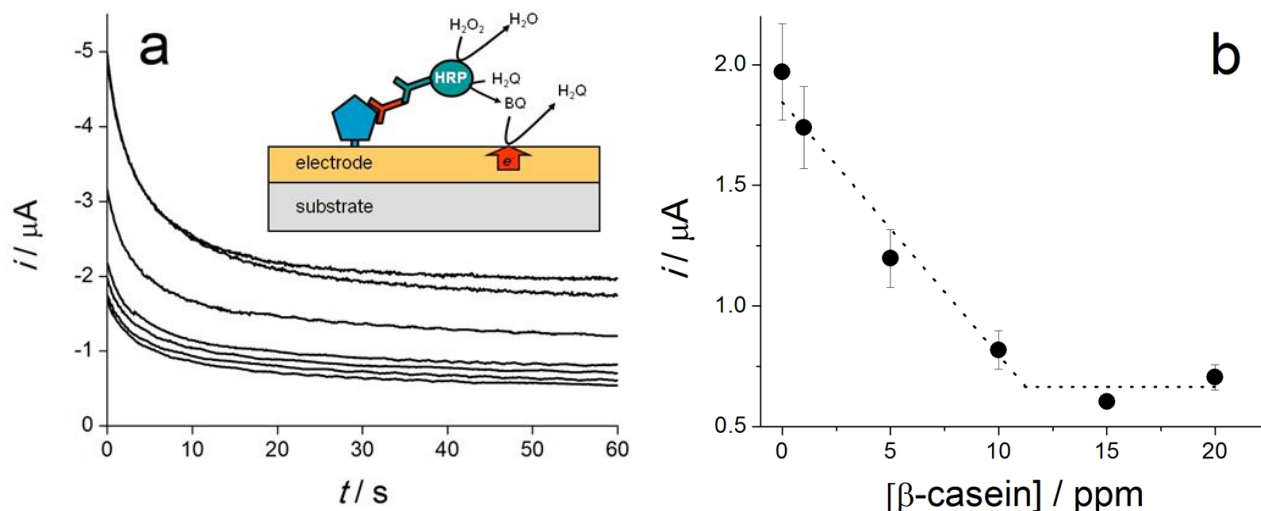 a
-5
-4
-3
-2
-1
0
0 10 20 30 40 50 60
i / μA
t / s
H₂O₂ H₂O
HRP H₂Q
BQ H₂Q
electrode e⁻
substrate
b
2.0
1.5
1.0
0.5
0 5 10 15 20
i / μA
[β-casein] / ppm